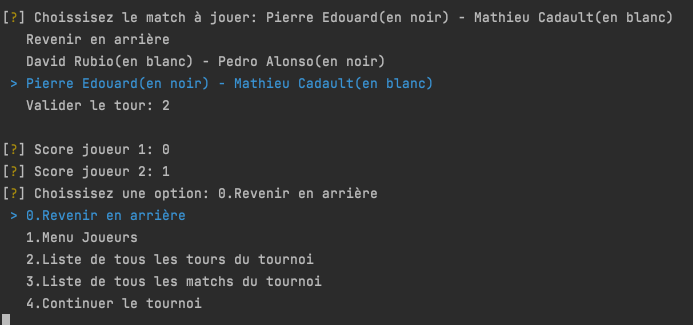 [?] Choissisez le match à jouer: Pierre Edouard(en noir) - Mathieu Cadault(en blanc)
Revenir en arrière
David Rubio(en blanc) - Pedro Alonso(en noir)
> Pierre Edouard(en noir) - Mathieu Cadault(en blanc)
Valider le tour: 2
[?] Score joueur 1: 0
[?] Score joueur 2: 1
[?] Choissisez une option: 0.Revenir en arrière
> 0.Revenir en arrière
1.Menu Joueurs
2.Liste de tous les tours du tournoi
3.Liste de tous les matchs du tournoi
4.Continuer le tournoi